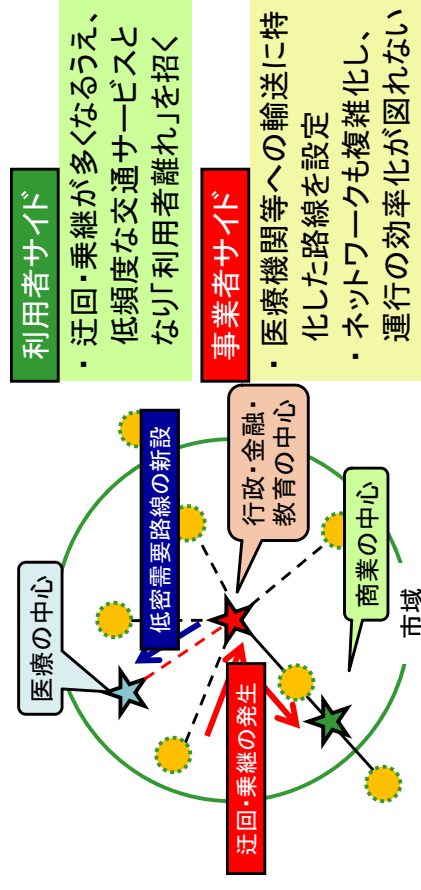 医療の中心
低密需要路線の新設
行政・金融・
教育の中心
迂回・乗継の発生
商業の中心
市域
利用者サイド
・迂回・乗継が多くなるうえ、
低頻度な交通サービスと
なり「利用者離れ」を招く
事業者サイド
・医療機関等への輸送に特
化した路線を設定
・ネットワークも複雑化し、
運行の効率化が図れない